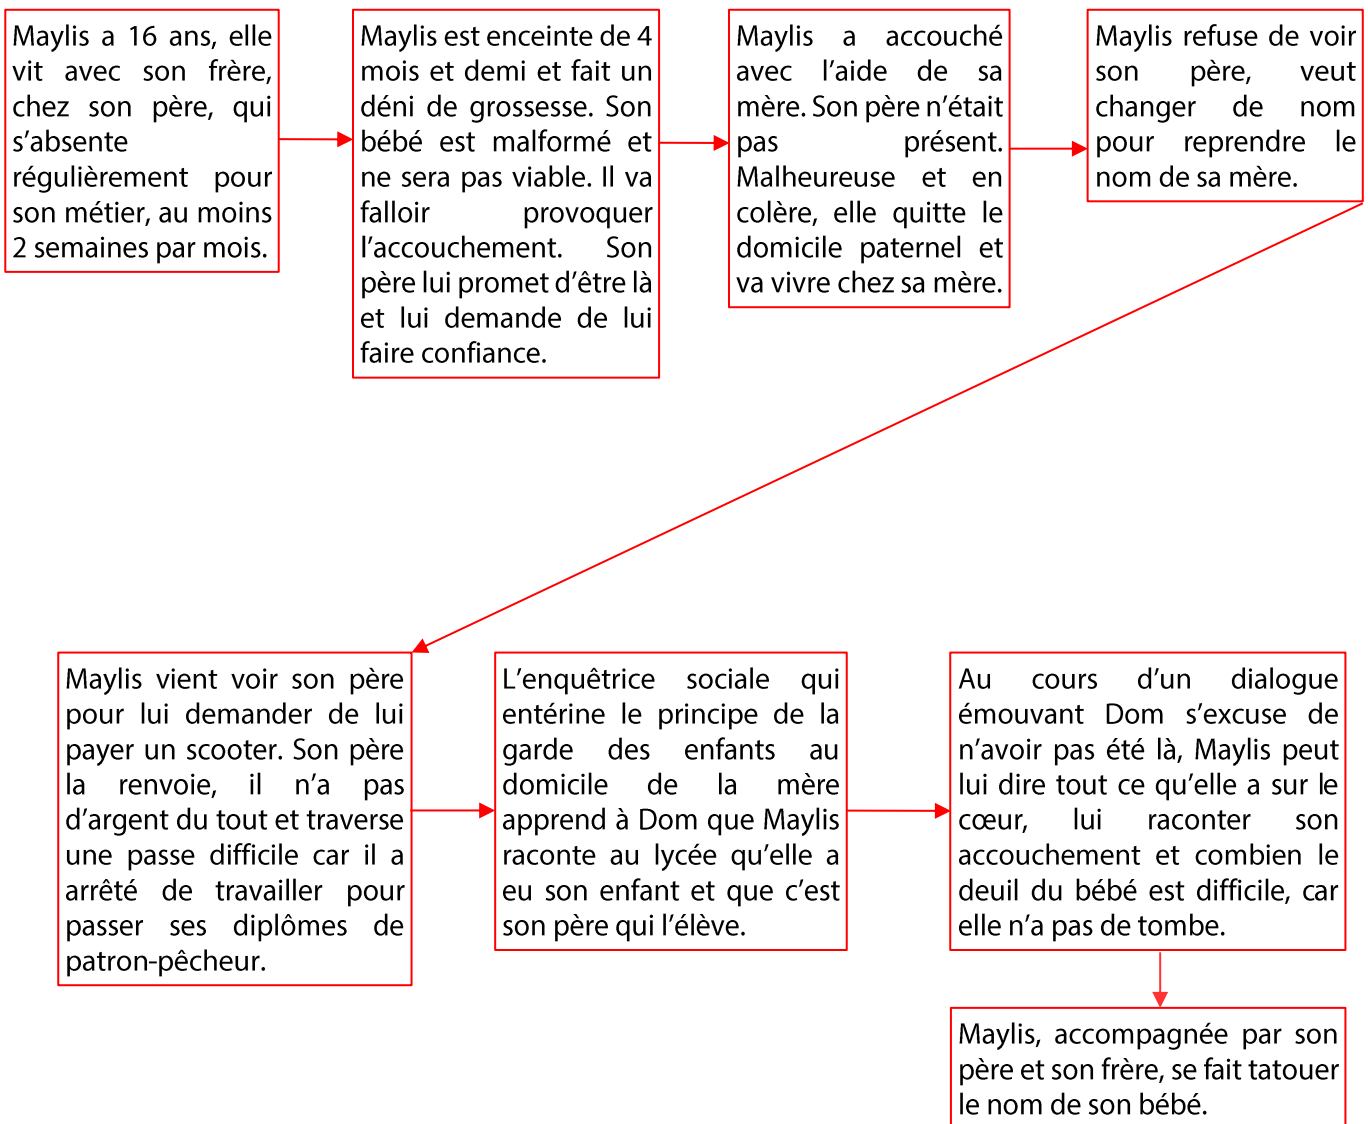 Maylis a 16 ans, elle
vit avec son frère,
chez son père, qui
s’absente
régulièrement pour
son métier, au moins
2 semaines par mois.
Maylis est enceinte de 4
mois et demi et fait un
déni de grossesse. Son
bébé est malformé et
ne sera pas viable. Il va
falloir provoquer
l’accouchement. Son
père lui promet d’être là
et lui demande de lui
faire confiance.
Maylis a accouché
avec l’aide de sa
mère. Son père n’était
pas présent.
Malheureuse et en
colère, elle quitte le
domicile paternel et
va vivre chez sa mère.
Maylis refuse de voir
son père, veut
changer de nom
pour reprendre le
nom de sa mère.
Maylis vient voir son père
pour lui demander de lui
payer un scooter. Son père
la renvoie, il n’a pas
d’argent du tout et traverse
une passe difficile car il a
arrêté de travailler pour
passer ses diplômes de
patron-pêcheur.
L’enquêtrice sociale qui
entérine le principe de la
garde des enfants au
domicile de la mère
apprend à Dom que Maylis
raconte au lycée qu’elle a
eu son enfant et que c’est
son père qui l’élève.
Au cours d’un dialogue
émouvant Dom s’excuse de
n’avoir pas été là, Maylis peut
lui dire tout ce qu’elle a sur le
cœur, lui raconter son
accouchement et combien le
deuil du bébé est difficile, car
elle n’a pas de tombe.
Maylis, accompagnée par son
père et son frère, se fait tatouer
le nom de son bébé.